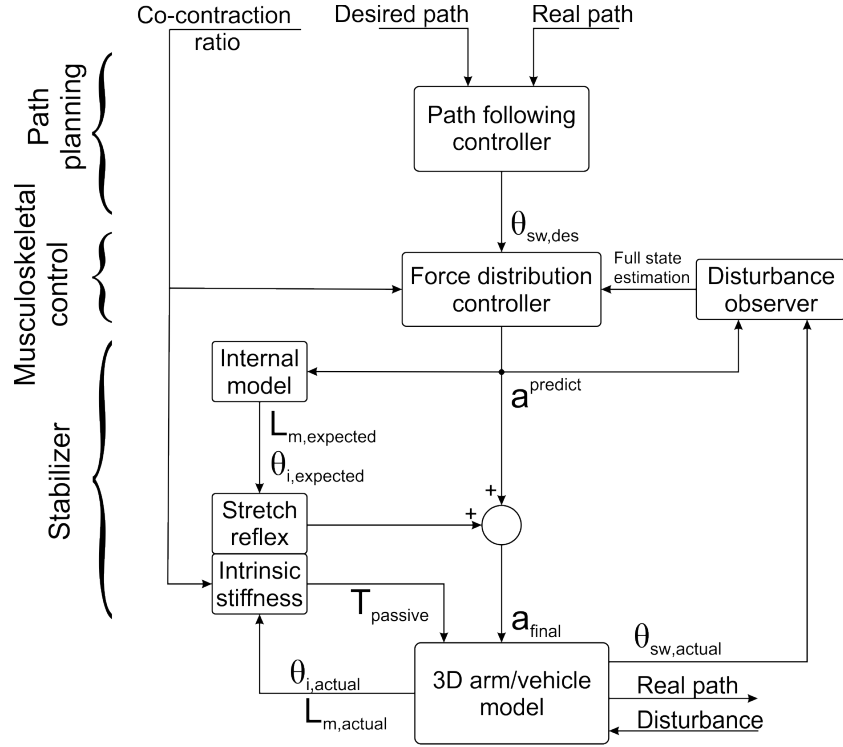 Co-contraction
ratio
Desired path
Real path
Path
planning
Path following
controller
θsw,des
Musculoskeletal
control
Force distribution
controller
Full state
estimation
Disturbance
observer
Internal
model
apredict
Lm,expected
θi,expected
Stabilizer
+
+
Stretch
reflex
Intrinsic
stiffness
Tpassive
afinal
θsw,actual
θi,actual
Lm,actual
3D arm/vehicle
model
Real path
Disturbance